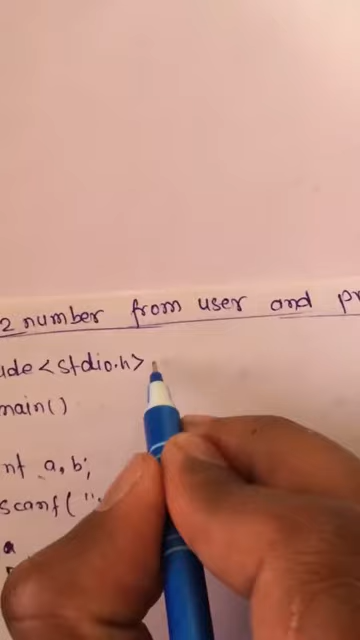 2 number from user and pr
ude <stdio.h>
main()
nt a, b;
scanf("
a